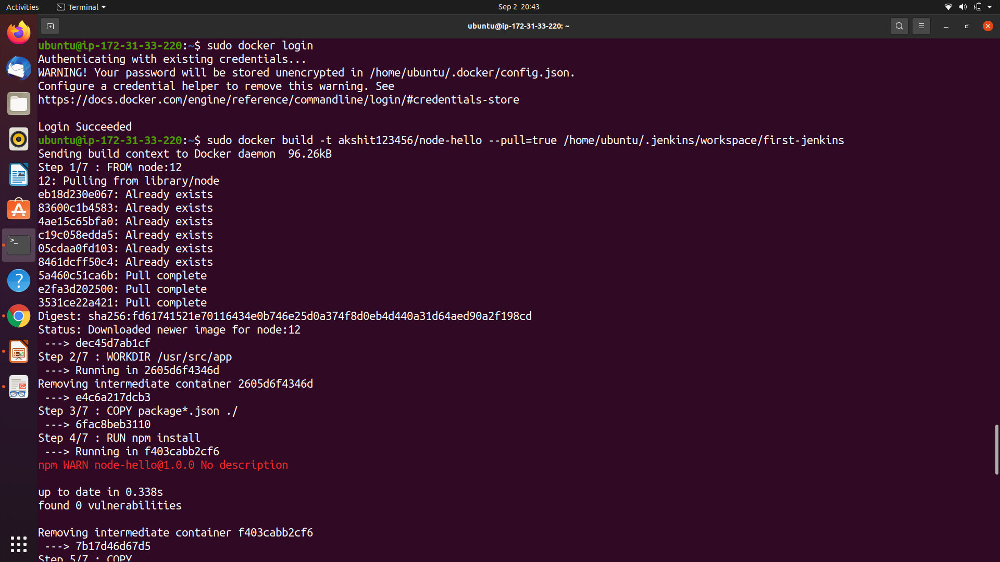 Activities
Terminal
Sep 2 20:43
ubuntu@ip-172-31-33-220: ~
ubuntu@ip-172-31-33-220:~$ sudo docker login
Authenticating with existing credentials...
WARNING! Your password will be stored unencrypted in /home/ubuntu/.docker/config.json.
Configure a credential helper to remove this warning. See
https://docs.docker.com/engine/reference/commandline/login/#credentials-store
Login Succeeded
ubuntu@ip-172-31-33-220:~$ sudo docker build -t akshit123456/node-hello --pull=true /home/ubuntu/.jenkins/workspace/first-jenkins
Sending build context to Docker daemon  96.26kB
Step 1/7 : FROM node:12
12: Pulling from library/node
eb18d230e067: Already exists
83600c1b4583: Already exists
4ae15c65bfa0: Already exists
c19c058edda5: Already exists
05cdaa0fd103: Already exists
8461dcff50c4: Already exists
5a460c51ca6b: Pull complete
e2fa3d202500: Pull complete
3531ce22a421: Pull complete
Digest: sha256:fd61741521e70116434e0b746e25d0a374f8d0eb4d440a31d64aed90a2f198cd
Status: Downloaded newer image for node:12
 ---> dec45d7ab1cf
Step 2/7 : WORKDIR /usr/src/app
 ---> Running in 2605d6f4346d
Removing intermediate container 2605d6f4346d
 ---> e4c6a217dcb3
Step 3/7 : COPY package*.json ./
 ---> 6fac8beb3110
Step 4/7 : RUN npm install
 ---> Running in f403cabb2cf6
npm WARN node-hello@1.0.0 No description
up to date in 0.338s
found 0 vulnerabilities
Removing intermediate container f403cabb2cf6
 ---> 7b17d46d67d5
Step 5/7 : COPY